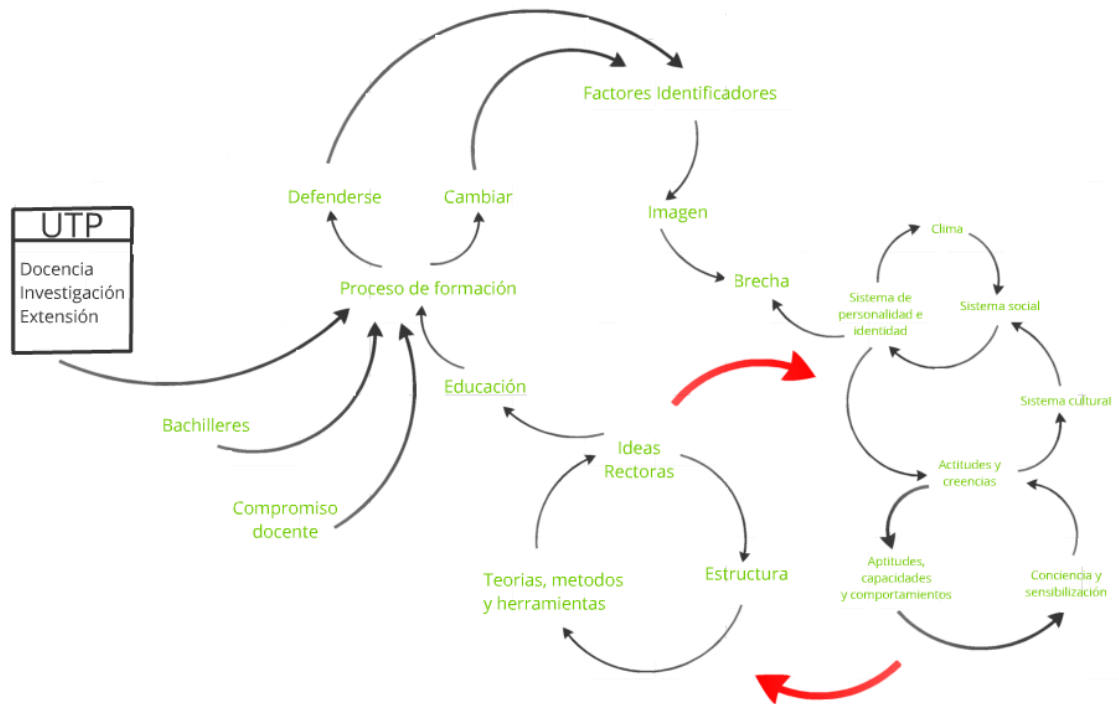 Factores Identificadores
Defenderse
Cambiar
Imagen
UTP
Docencia
Investigación
Extensión
Proceso de formación
Brecha
Clima
Sistema de
personalidad e
identidad
Sistema social
Educación
Sistema cultural
Bachilleres
Ideas
Rectoras
Actitudes y
creencias
Compromiso
docente
Teorias, metodos
y herramientas
Estructura
Aptitudes,
capacidades
y comportamientos
Conciencia y
sensibilización